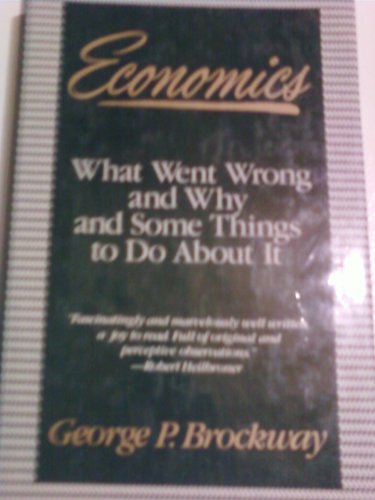 Economics
What Went Wrong
and Why
and Some Things
to Do About It
"Fascinatingly and marvelously well written,
a joy to read. Full of original and
perceptive observations."
—Robert Heilbroner
George P. Brockway